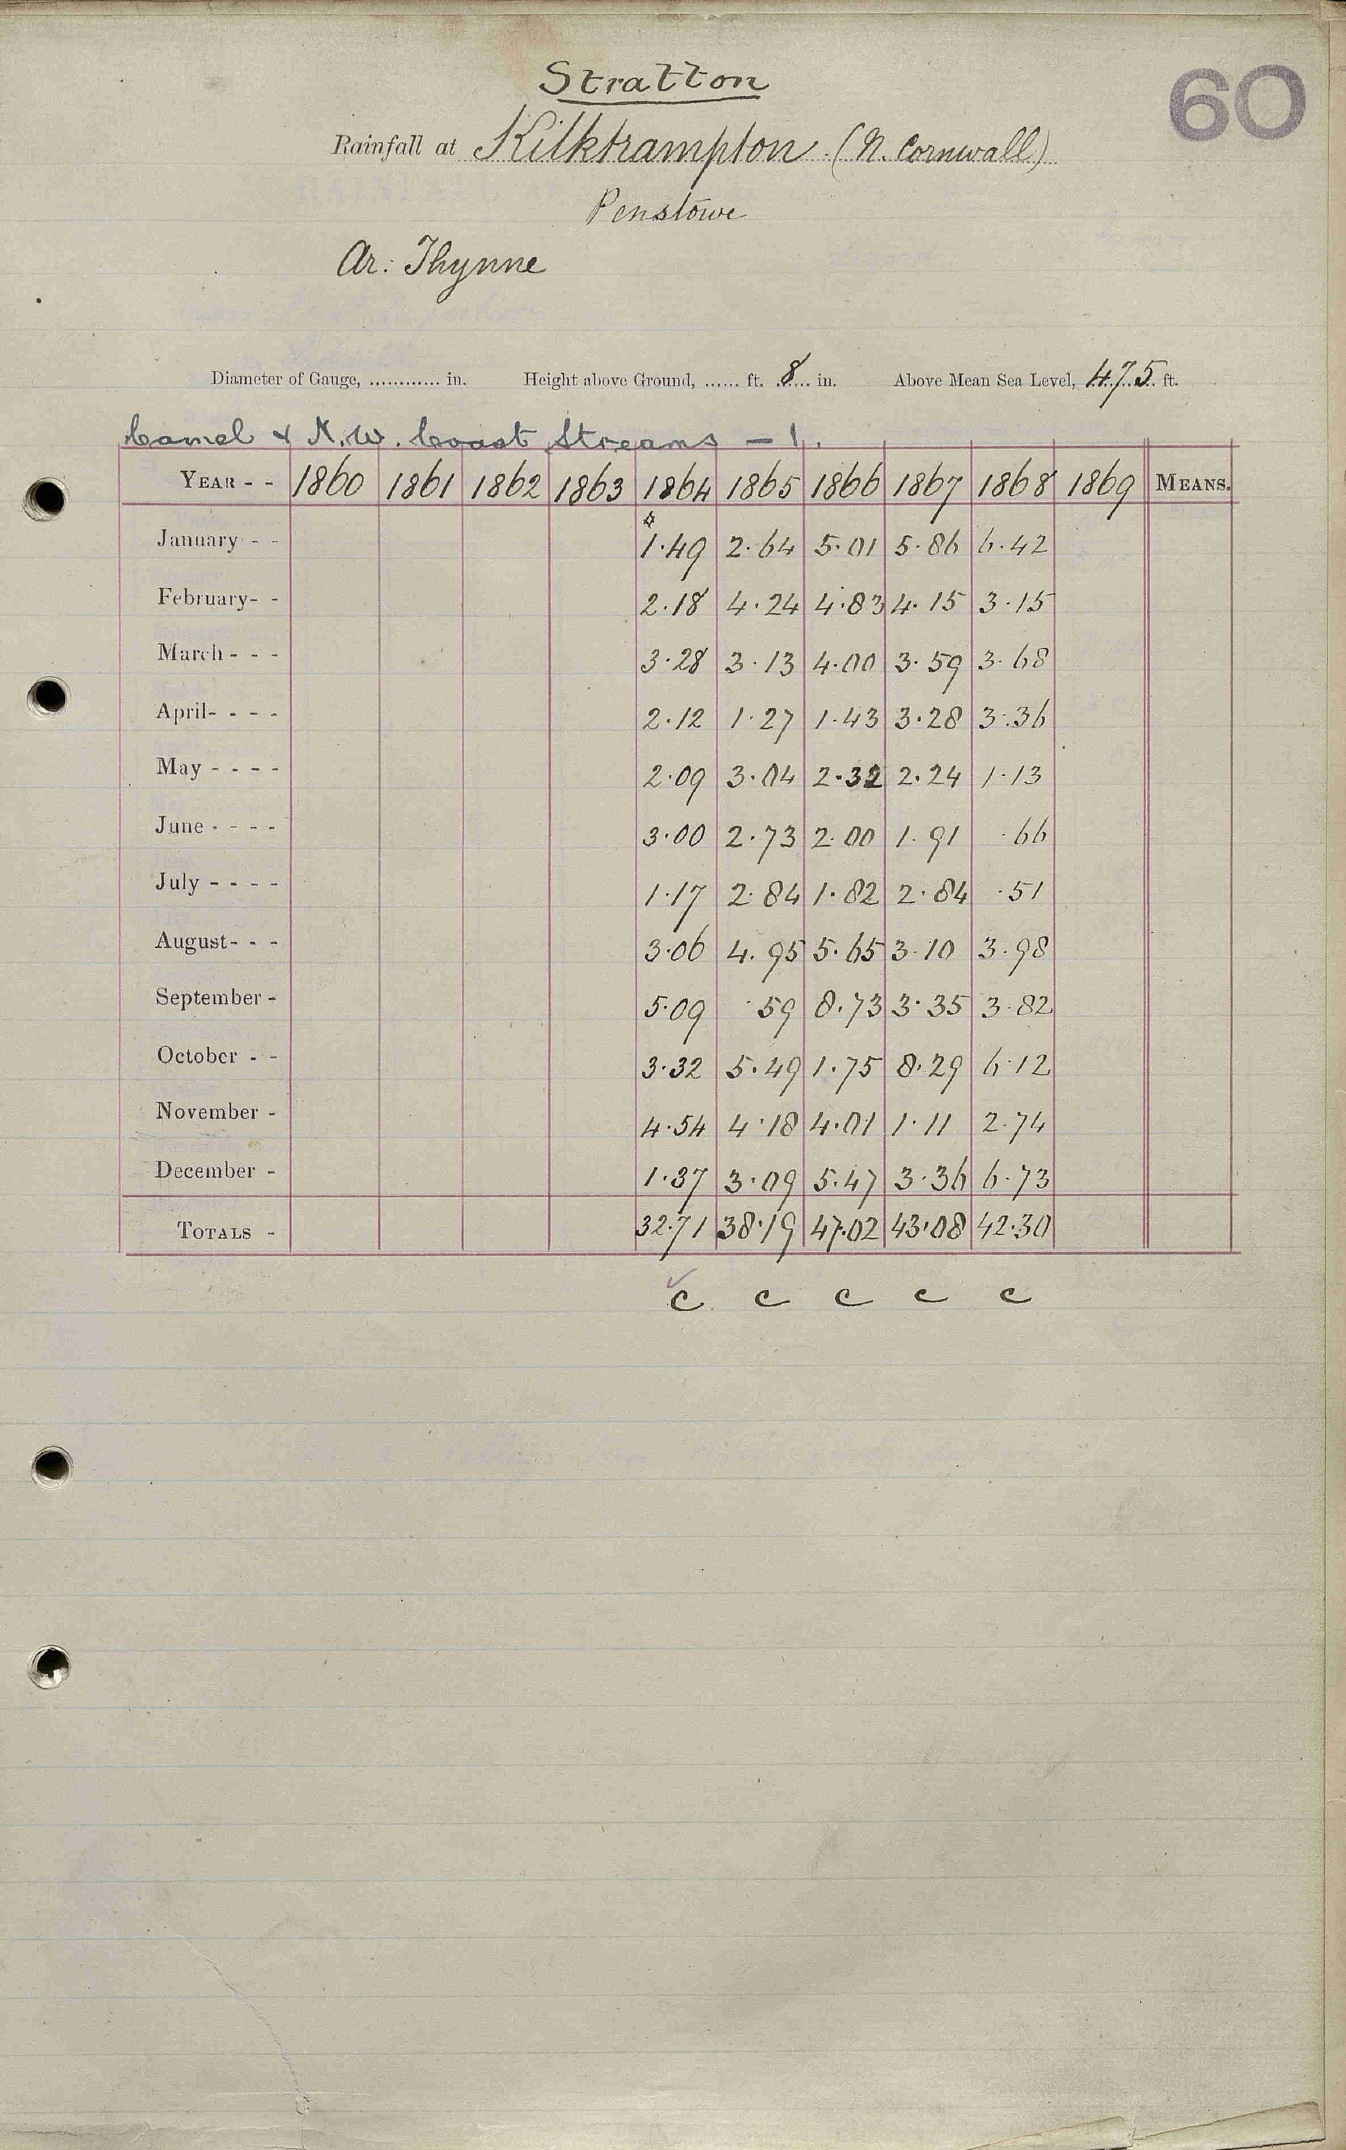 Stratton
60
Rainfall at Kilkhampton (N. Cornwall)
Penstowe
Ar: Thynne
Diameter of Gauge, ............ in. Height above Ground, ...... ft. 8 in. Above Mean Sea Level, 475 ft.
Camel & N.W. Coast Streams - 1.
YEAR - - 1860 1861 1862 1863 1864 1865 1866 1867 1868 1869 MEANS.
January - - 1.49 2.64 5.01 5.86 6.42
February - - 2.18 4.24 4.83 4.15 3.15
March - - - 3.28 3.13 4.00 3.59 3.68
April - - - - 2.12 1.27 1.43 3.28 3.36
May - - - - 2.09 3.04 2.32 2.24 1.13
June - - - - 3.00 2.73 2.00 1.91 .66
July - - - - 1.17 2.84 1.82 2.84 .51
August - - - 3.06 4.95 5.65 3.10 3.98
September - 5.09 .59 8.73 3.35 3.82
October - - 3.32 5.49 1.75 8.29 6.12
November - 4.54 4.18 4.01 1.11 2.74
December - 1.37 3.09 5.47 3.36 6.73
TOTALS - 32.71 38.19 47.02 43.08 42.30
c c c c c